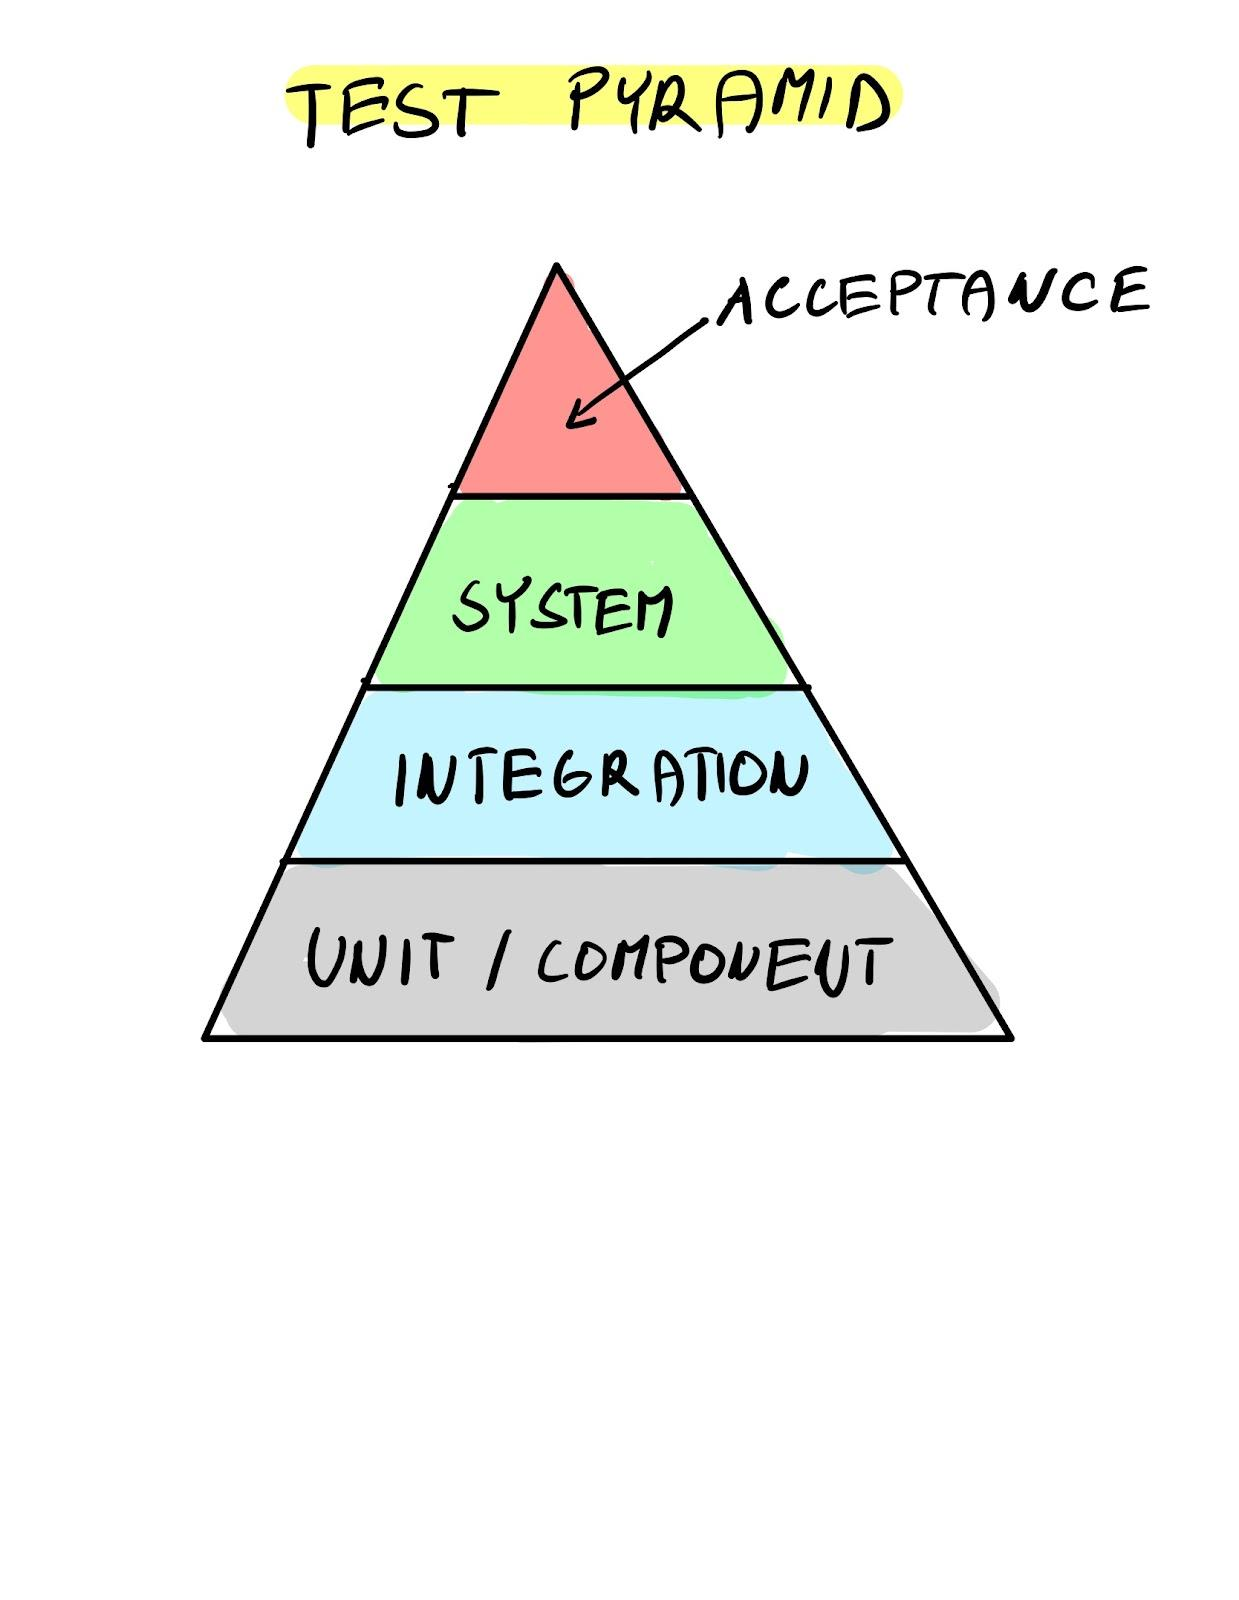 TEST PYRAMID
ACCEPTANCE
SYSTEM
INTEGRATION
UNIT / COMPONENT